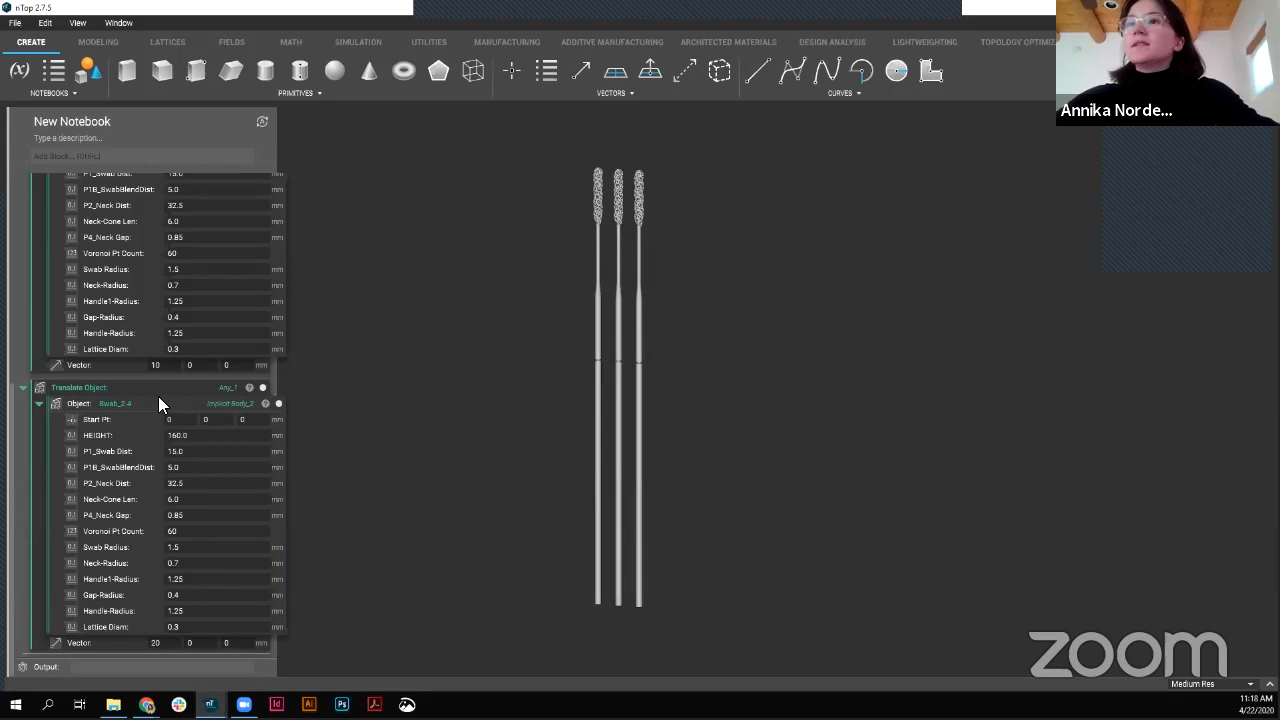 nTop 2.7.5
File Edit View Window
CREATE MODELING LATTICES FIELDS MATH SIMULATION UTILITIES MANUFACTURING ADDITIVE MANUFACTURING ARCHITECTED MATERIALS DESIGN ANALYSIS LIGHTWEIGHTING TOPOLOGY OPTIMIZ
NOTEBOOKS PRIMITIVES VECTORS CURVES
Annika Norde...
New Notebook
Type a description...
Add Block... (Ctrl+L)
P1_Swab Dist: 15.0 mm
P1B_SwabBlendDist: 5.0 mm
P2_Neck Dist: 32.5 mm
Neck-Cone Len: 6.0 mm
P4_Neck Gap: 0.85 mm
Voronoi Pt Count: 60
Swab Radius: 1.5 mm
Neck-Radius: 0.7 mm
Handle1-Radius: 1.25 mm
Gap-Radius: 0.4 mm
Handle-Radius: 1.25 mm
Lattice Diam: 0.3 mm
Vector: 10 0 0 mm
Translate Object: Any_1
Object: Swab_2.4 Implicit Body_2
Start Pt: 0 0 0 mm
HEIGHT: 160.0 mm
P1_Swab Dist: 15.0 mm
P1B_SwabBlendDist: 5.0 mm
P2_Neck Dist: 32.5 mm
Neck-Cone Len: 6.0 mm
P4_Neck Gap: 0.85 mm
Voronoi Pt Count: 60
Swab Radius: 1.5 mm
Neck-Radius: 0.7 mm
Handle1-Radius: 1.25 mm
Gap-Radius: 0.4 mm
Handle-Radius: 1.25 mm
Lattice Diam: 0.3 mm
Vector: 20 0 0 mm
Output:
zoom
Medium Res
11:18 AM
4/22/2020